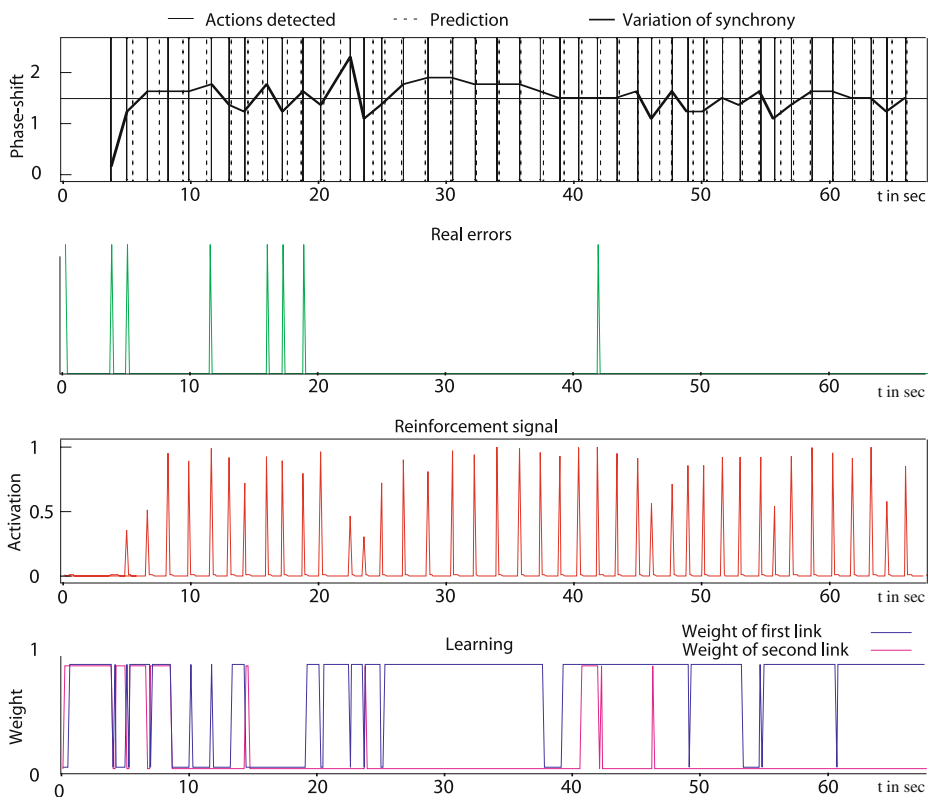 Actions detected Prediction Variation of synchrony
Phase-shift
2
1
0
0 10 20 30 40 50 60 t in sec
Real errors
0 10 20 30 40 50 60 t in sec
Reinforcement signal
Activation
1
0.5
0
0 10 20 30 40 50 60 t in sec
Learning
Weight of first link
Weight of second link
Weight
1
0
0 10 20 30 40 50 60 t in sec